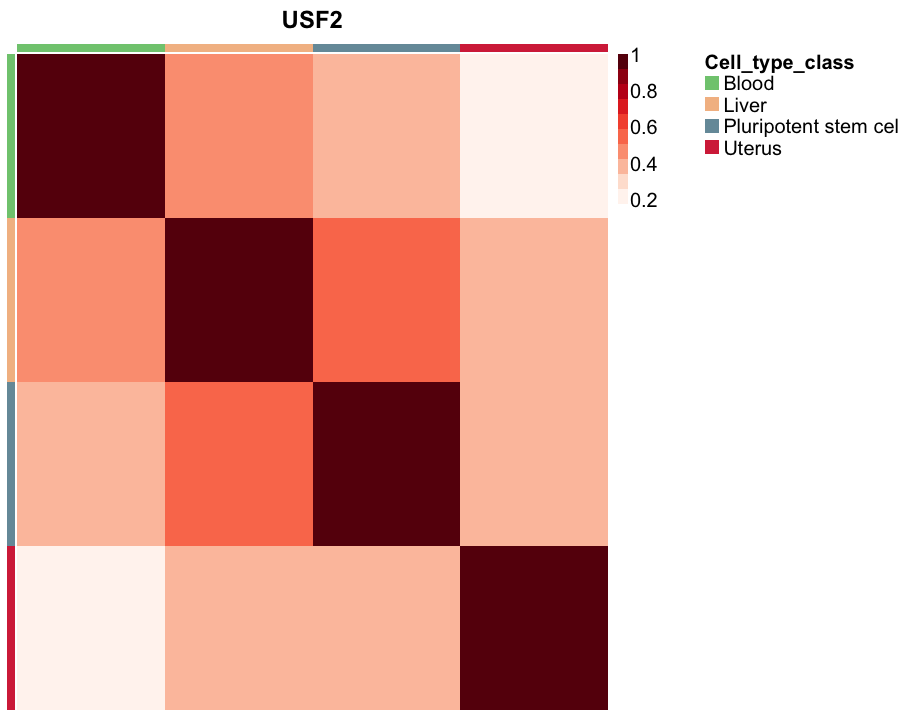 USF2
1
0.8
0.6
0.4
0.2
Cell_type_class
Blood
Liver
Pluripotent stem cel
Uterus